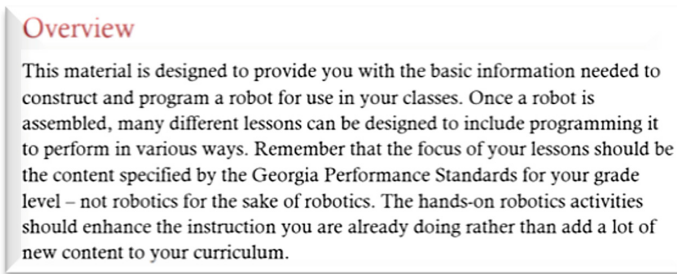 Overview
This material is designed to provide you with the basic information needed to
construct and program a robot for use in your classes. Once a robot is
assembled, many different lessons can be designed to include programming it
to perform in various ways. Remember that the focus of your lessons should be
the content specified by the Georgia Performance Standards for your grade
level – not robotics for the sake of robotics. The hands-on robotics activities
should enhance the instruction you are already doing rather than add a lot of
new content to your curriculum.